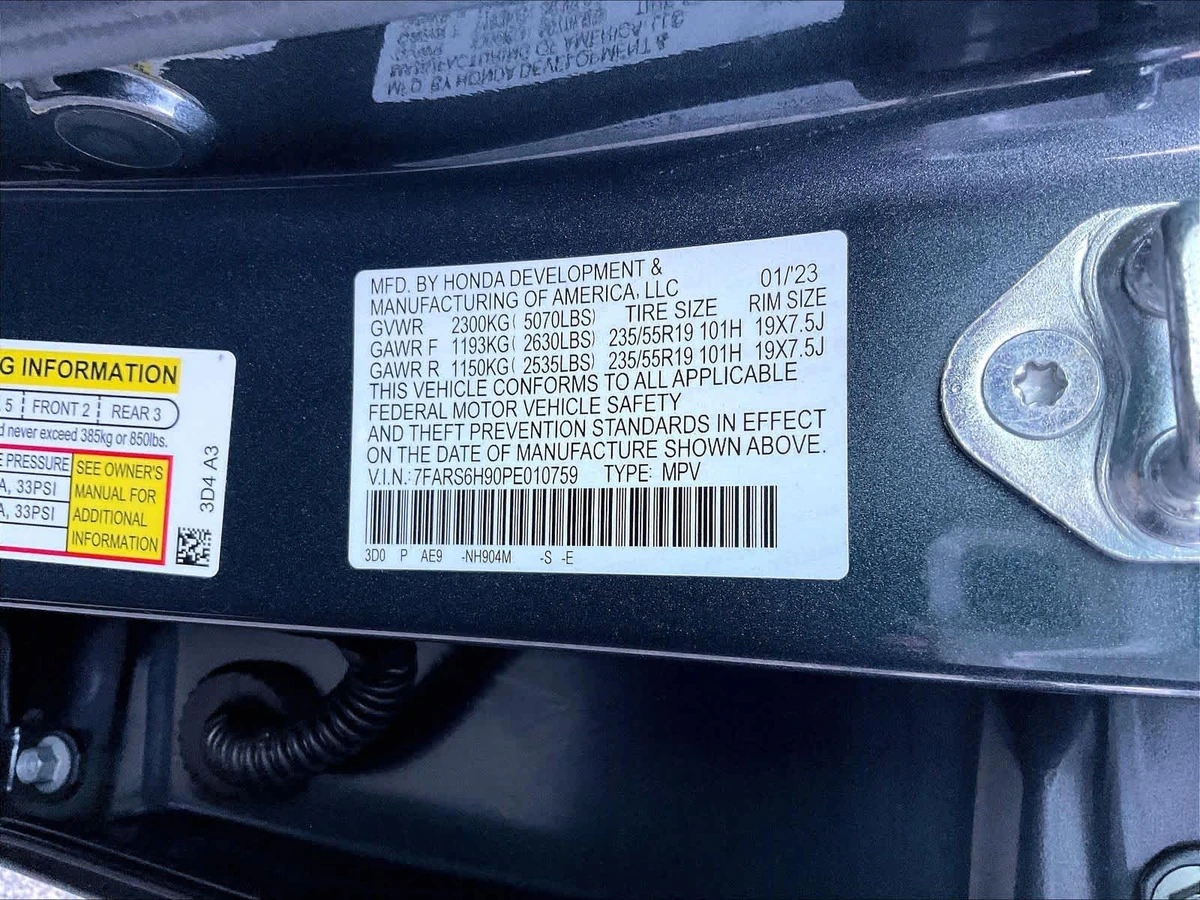 MFD. BY HONDA DEVELOPMENT &
MANUFACTURING OF AMERICA, LLC 01/'23
GVWR 2300KG( 5070LBS) TIRE SIZE RIM SIZE
GAWR F 1193KG( 2630LBS) 235/55R19 101H 19X7.5J
GAWR R 1150KG( 2535LBS) 235/55R19 101H 19X7.5J
THIS VEHICLE CONFORMS TO ALL APPLICABLE
FEDERAL MOTOR VEHICLE SAFETY
AND THEFT PREVENTION STANDARDS IN EFFECT
ON THE DATE OF MANUFACTURE SHOWN ABOVE.
V.I.N.:7FARS6H90PE010759 TYPE: MPV
3D0 P AE9 -NH904M -S -E
G INFORMATION
5 FRONT 2 REAR 3
d never exceed 385kg or 850lbs.
E PRESSURE
A, 33PSI
A, 33PSI
SEE OWNER'S
MANUAL FOR
ADDITIONAL
INFORMATION
3D4 A3
MFD. BY HONDA DEVELOPMENT &
MANUFACTURING OF AMERICA, LLC